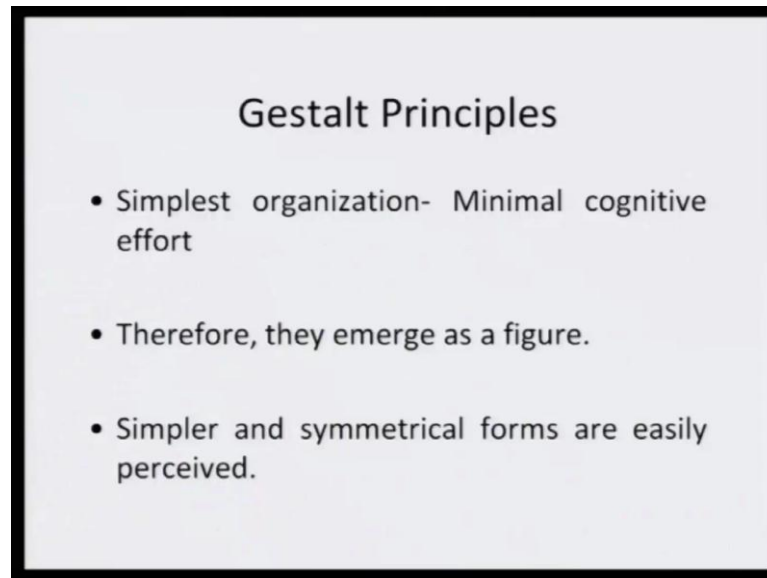 Gestalt Principles
• Simplest organization- Minimal cognitive
effort
• Therefore, they emerge as a figure.
• Simpler and symmetrical forms are easily
perceived.